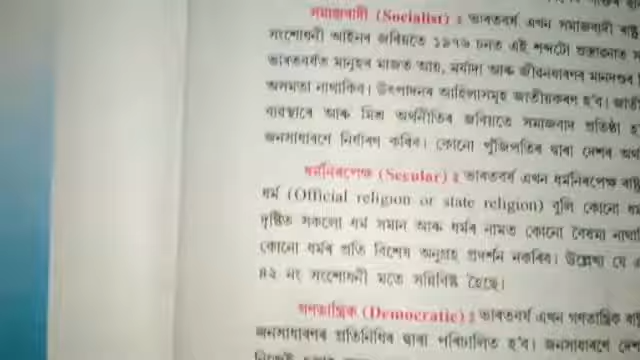 সমাজবাদী (Socialist) : ভাৰতবৰ্ষ এখন সমাজবাদী
সংশোধনী আইনৰ জৰিয়তে ১৯৭৬ চনত এই শব্দটো প্ৰস্তাৱনাত
ভাৰতবৰ্ষত মানুহৰ মাজত আয়, মৰ্যাদা আৰু জীৱনধাৰণৰ মানদণ্ডৰ
অসমতা নাথাকিব। উৎপাদনৰ আহিলাসমূহ জাতীয়কৰণ হ'ব।
ব্যৱস্থাৰে আৰু মিশ্ৰ অৰ্থনীতিৰ জৰিয়তে সমাজবাদ প্ৰতিষ্ঠা
জনসাধাৰণে নিৰ্ধাৰণ কৰিব। কোনো পুঁজিপতিৰ দ্বাৰা দেশৰ
ধৰ্মনিৰপেক্ষ (Secular) : ভাৰতবৰ্ষ এখন ধৰ্মনিৰপেক্ষ
ধৰ্ম (Official religion or state religion) বুলি কোনো
দৃষ্টিত সকলো ধৰ্ম সমান আৰু ধৰ্মৰ নামত কোনো বৈষম্য
কোনো ধৰ্মৰ প্ৰতি বিশেষ অনুগ্ৰহ প্ৰদৰ্শন নকৰিব। উল্লেখ্য যে
৪২ নং সংশোধনী মতে সন্নিবিষ্ট হৈছে।
গণতান্ত্ৰিক (Democratic) : ভাৰতবৰ্ষ এখন গণতান্ত্ৰিক
জনসাধাৰণৰ প্ৰতিনিধিৰ দ্বাৰা পৰিচালিত হ'ব। জনসাধাৰণে